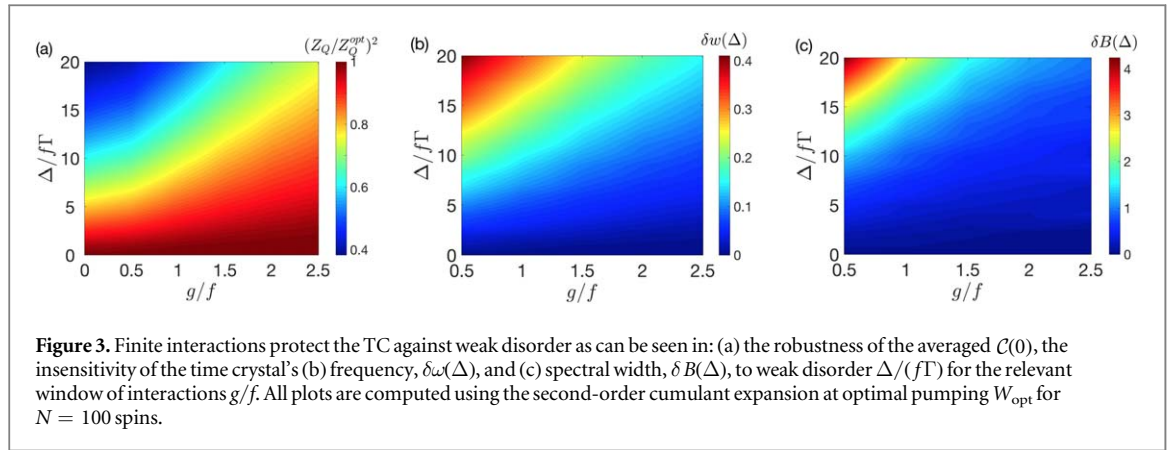 (a)
(Z_Q/Z_Q^{opt})^2
1
0.8
0.6
0.4
20
15
10
5
0
Δ/fΓ
0 0.5 1 1.5 2 2.5
g/f
(b)
δw(Δ)
0.4
0.3
0.2
0.1
0
20
15
10
5
0
Δ/fΓ
0.5 1 1.5 2 2.5
g/f
(c)
δB(Δ)
4
3
2
1
0
20
15
10
5
0
Δ/fΓ
0.5 1 1.5 2 2.5
g/f
Figure 3. Finite interactions protect the TC against weak disorder as can be seen in: (a) the robustness of the averaged 𝒞(0), the
insensitivity of the time crystal's (b) frequency, δω(Δ), and (c) spectral width, δB(Δ), to weak disorder Δ/(fΓ) for the relevant
window of interactions g/f. All plots are computed using the second-order cumulant expansion at optimal pumping W_opt for
N = 100 spins.